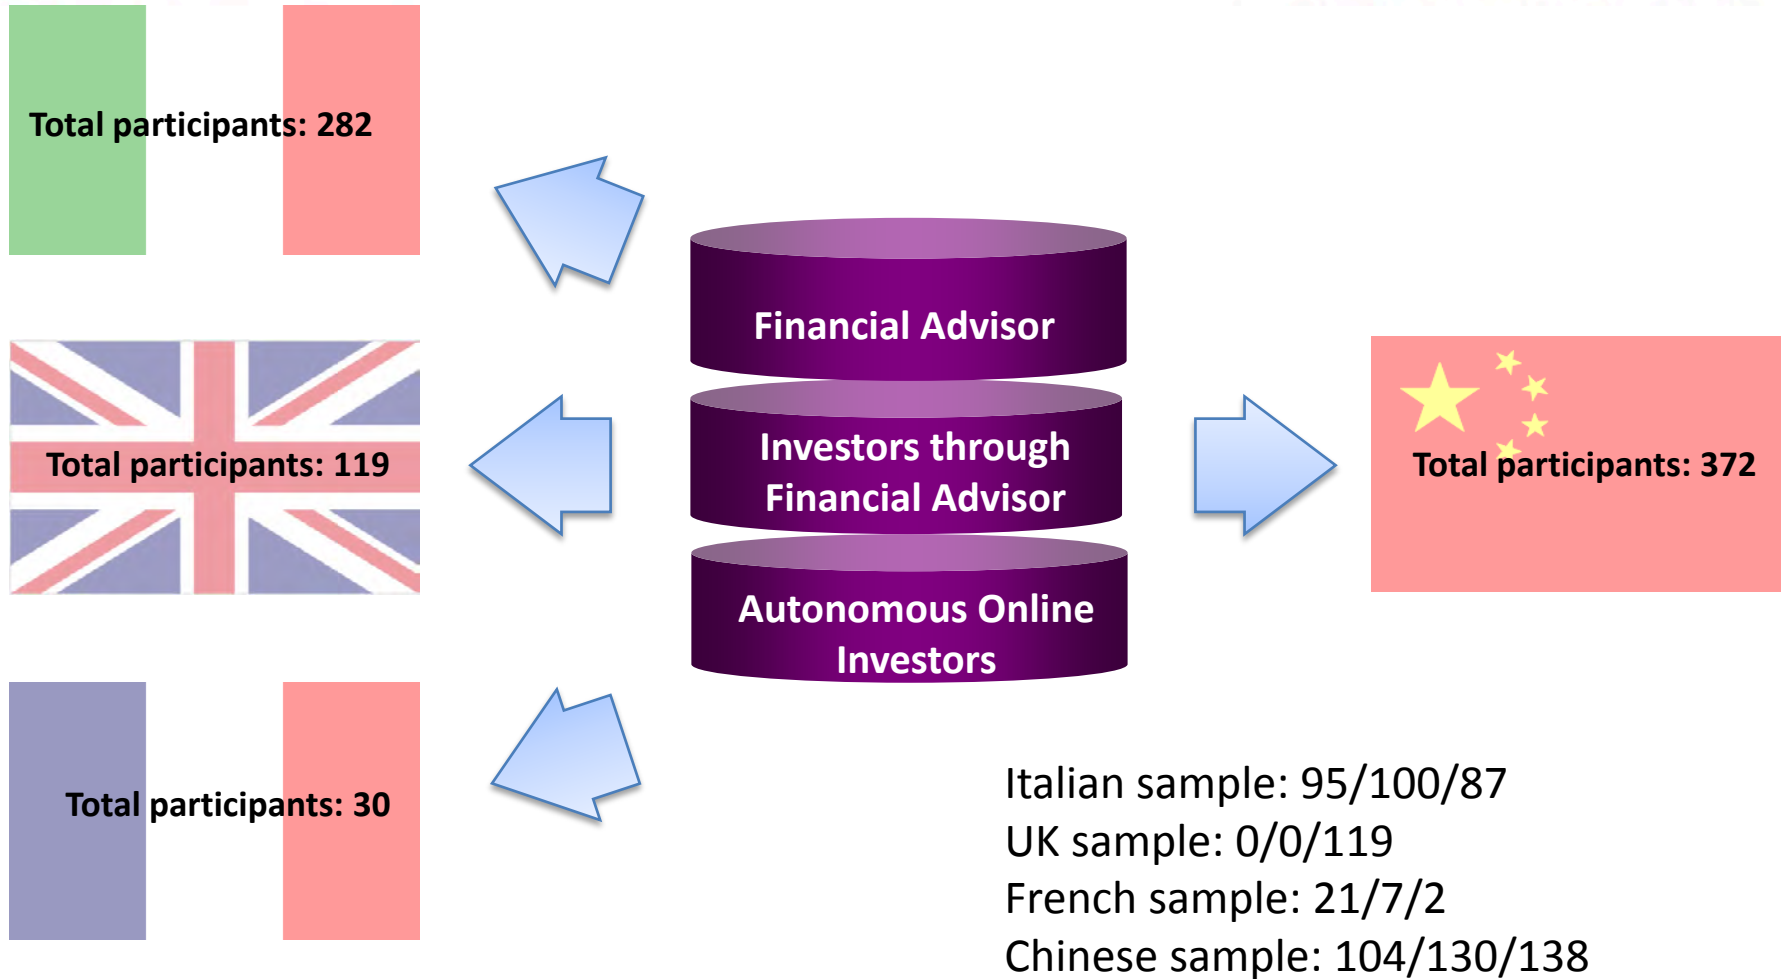 Total participants: 282
Total participants: 119
Total participants: 30
Financial Advisor
Investors through
Financial Advisor
Autonomous Online
Investors
Total participants: 372
Italian sample: 95/100/87
UK sample: 0/0/119
French sample: 21/7/2
Chinese sample: 104/130/138